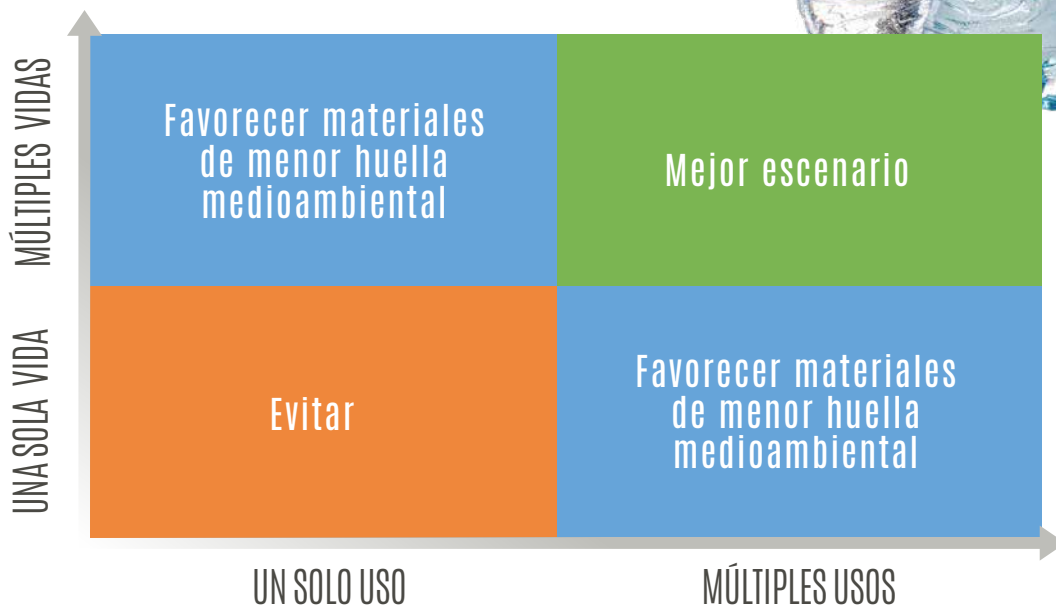 MÚLTIPLES VIDAS
Favorecer materiales
de menor huella
medioambiental
Mejor escenario
UNA SOLA VIDA
Evitar
Favorecer materiales
de menor huella
medioambiental
UN SOLO USO
MÚLTIPLES USOS